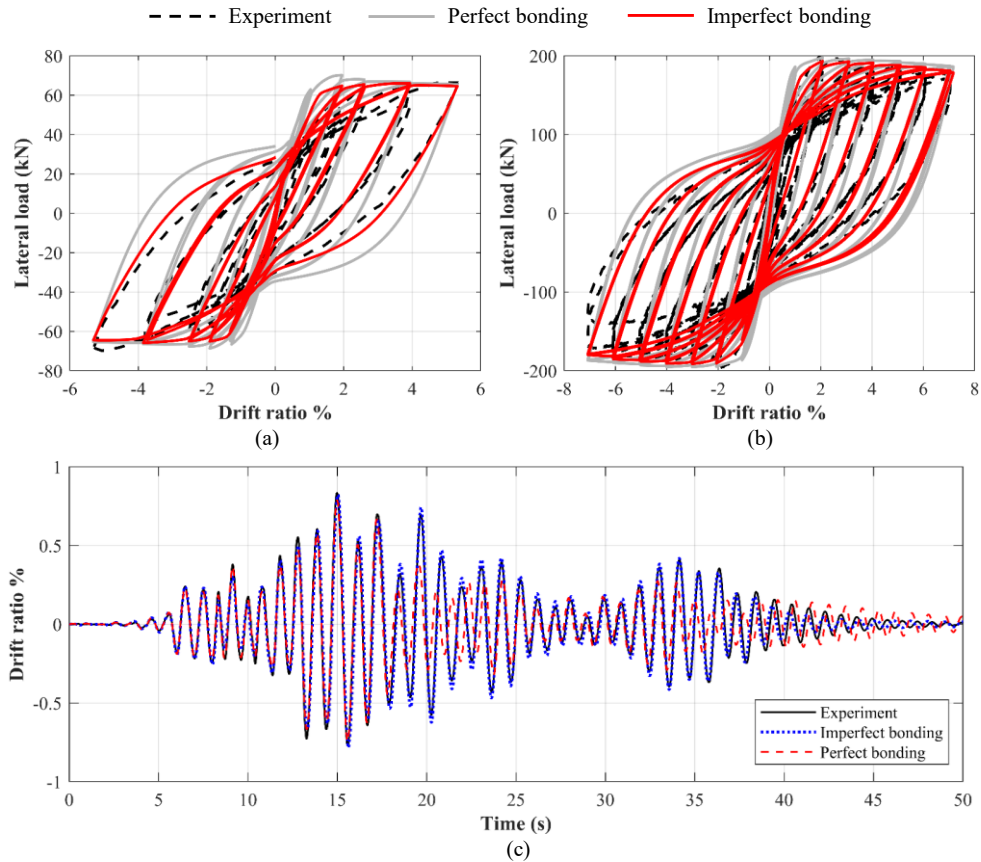 Experiment Perfect bonding Imperfect bonding
80
60
40
20
0
-20
-40
-60
-80
Lateral load (kN)
-6 -4 -2 0 2 4 6
Drift ratio %
(a)
200
100
0
-100
-200
Lateral load (kN)
-8 -6 -4 -2 0 2 4 6 8
Drift ratio %
(b)
1
0.5
0
-0.5
-1
Drift ratio %
Experiment
Imperfect bonding
Perfect bonding
0 5 10 15 20 25 30 35 40 45 50
Time (s)
(c)